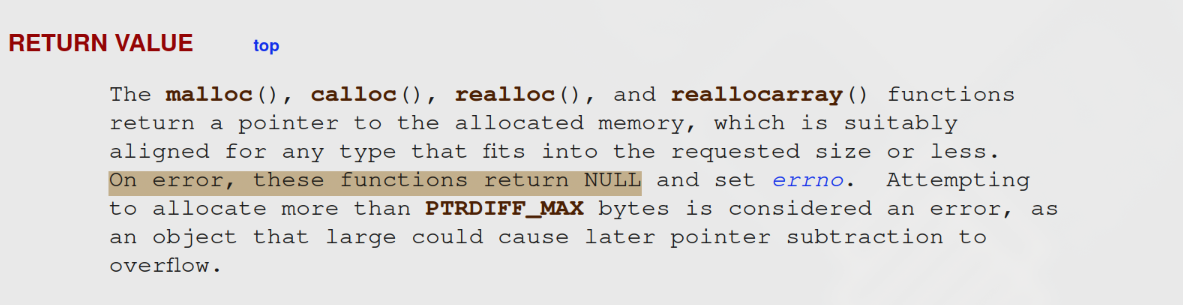 RETURN VALUE top
The malloc(), calloc(), realloc(), and reallocarray() functions
return a pointer to the allocated memory, which is suitably
aligned for any type that fits into the requested size or less.
On error, these functions return NULL and set errno. Attempting
to allocate more than PTRDIFF_MAX bytes is considered an error, as
an object that large could cause later pointer subtraction to
overflow.